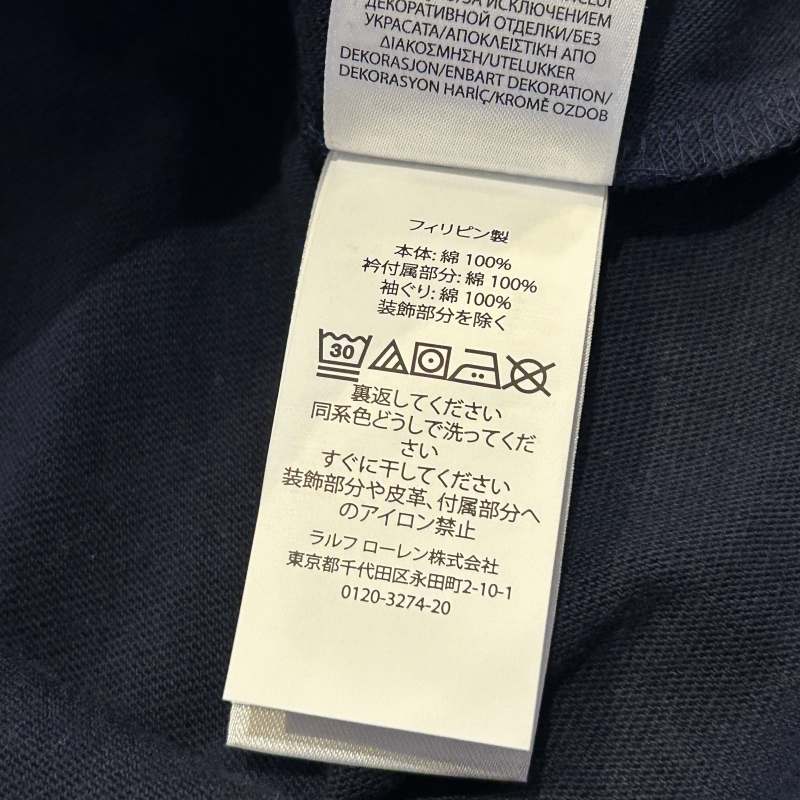 ДЕКОРАТИВНОЙ ОТДЕЛКИ/БЕЗ
УКРАСАТА/ΑΠΟΚΛΕΙΣΤΙΚΗ ΑΠΟ
ΔΙΑΚΟΣΜΗΣΗ/UTELUKKER
DEKORASJON/ENBART DEKORATION/
DEKORASYON HARİÇ/KROMĚ OZDOB
フィリピン製
本体: 綿 100%
衿付属部分: 綿 100%
袖ぐり: 綿 100%
装飾部分を除く
30
裏返してください
同系色どうしで洗ってくだ
さい
すぐに干してください
装飾部分や皮革、付属部分へ
のアイロン禁止
ラルフ ローレン株式会社
東京都千代田区永田町2-10-1
0120-3274-20